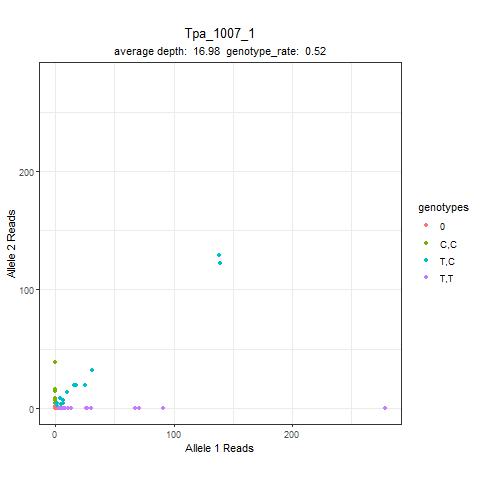 Tpa_1007_1
average depth:  16.98  genotype_rate:  0.52
Allele 2 Reads
200
100
0
0
100
200
Allele 1 Reads
genotypes
0
C,C
T,C
T,T